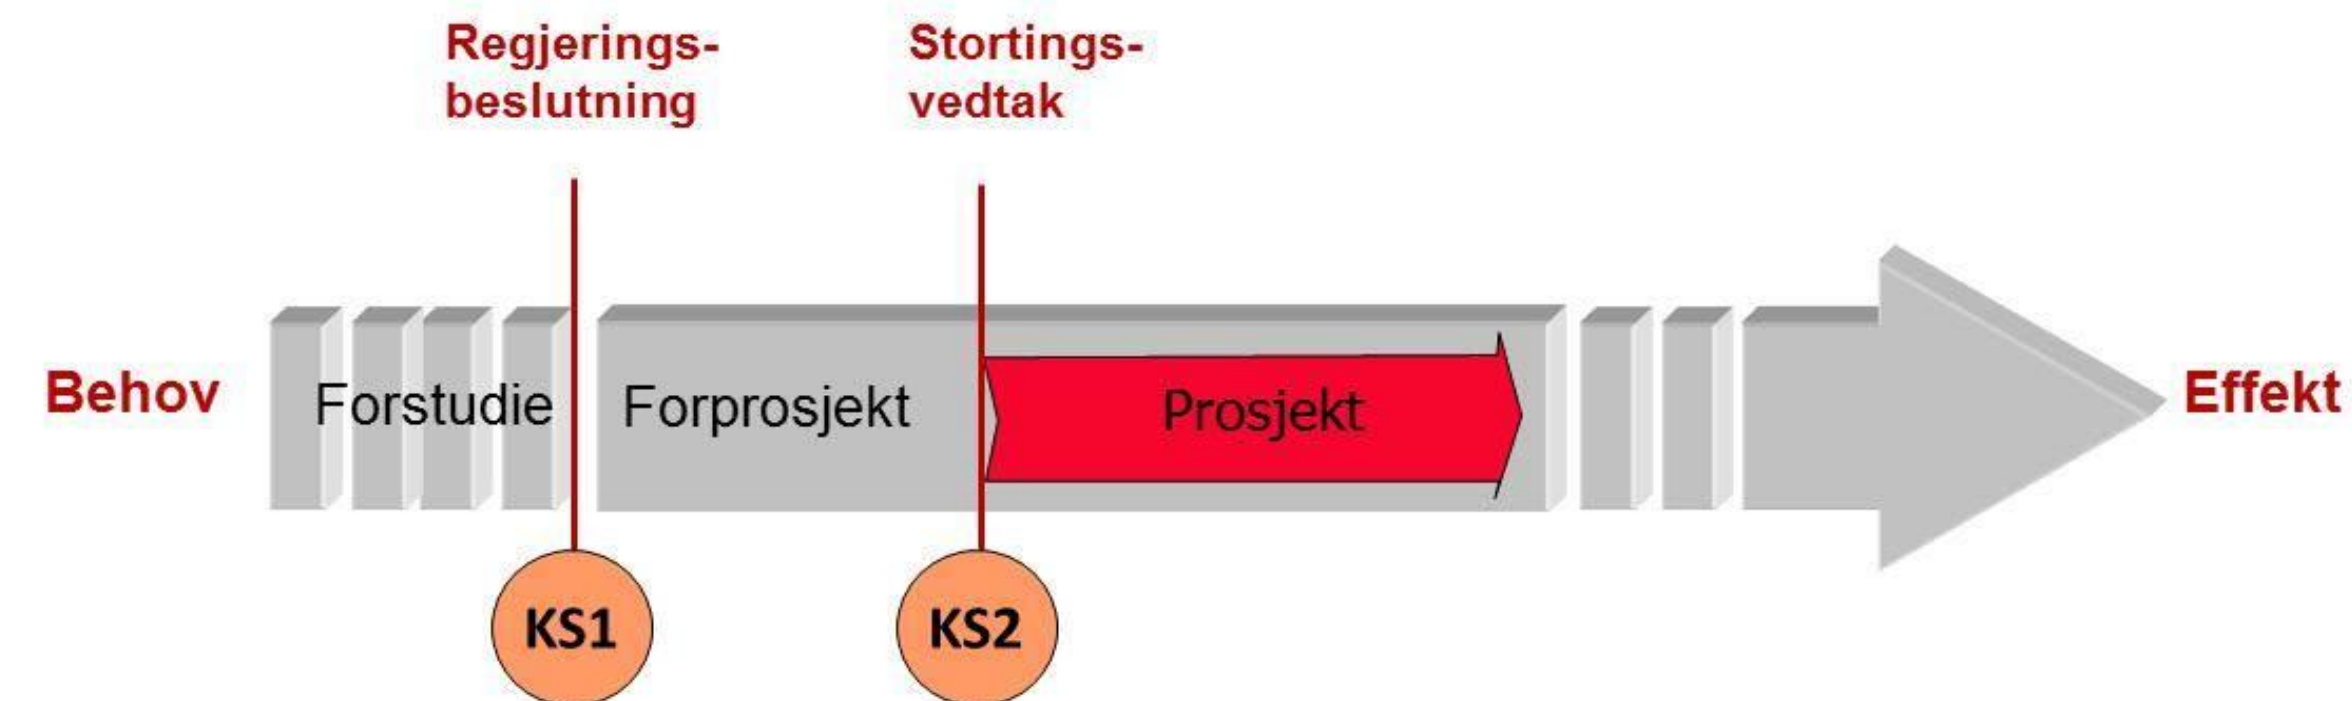 Regjerings-
beslutning
Stortings-
vedtak
Behov
Forstudie
Forprosjekt
Prosjekt
Effekt
KS1
KS2